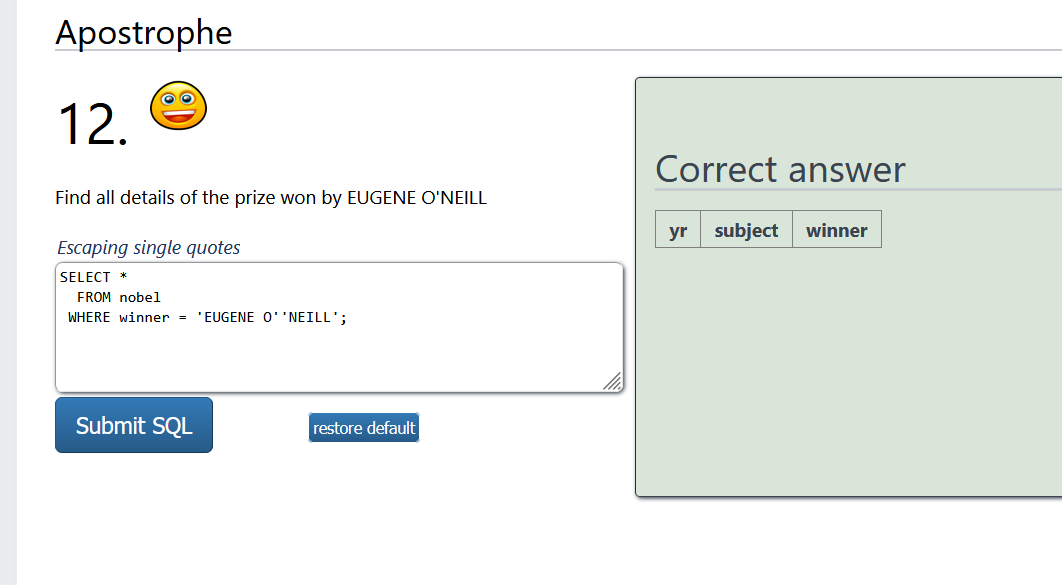 Apostrophe
12.
Find all details of the prize won by EUGENE O'NEILL
Escaping single quotes
SELECT *
FROM nobel
WHERE winner = 'EUGENE O''NEILL';
Submit SQL
restore default
Correct answer
yr subject winner